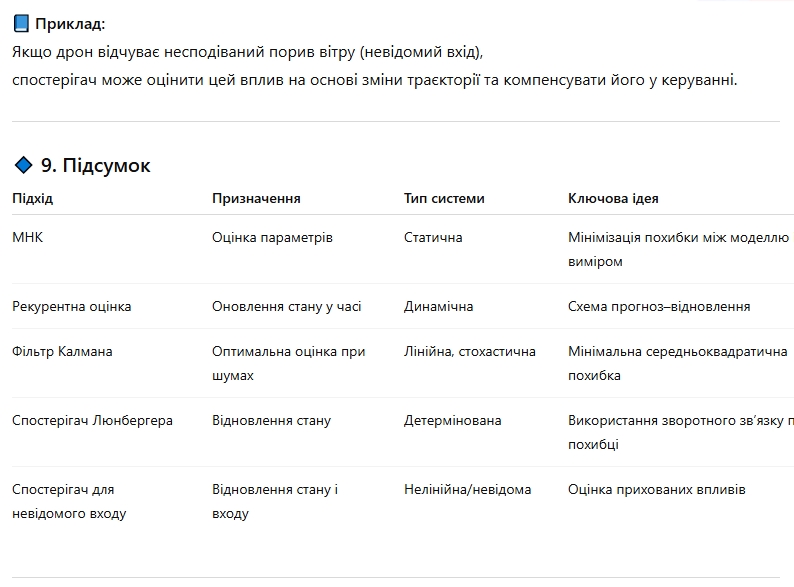 Приклад:
Якщо дрон відчуває несподіваний порив вітру (невідомий вхід),
спостерігач може оцінити цей вплив на основі зміни траєкторії та компенсувати його у керуванні.
9. Підсумок
Підхід Призначення Тип системи Ключова ідея
МНК Оцінка параметрів Статична Мінімізація похибки між моделлю
виміром
Рекурентна оцінка Оновлення стану у часі Динамічна Схема прогноз–відновлення
Фільтр Калмана Оптимальна оцінка при Лінійна, стохастична Мінімальна середньоквадратична
шумах похибка
Спостерігач Люнбергера Відновлення стану Детермінована Використання зворотного зв’язку
похибці
Спостерігач для Відновлення стану і Нелінійна/невідома Оцінка прихованих впливів
невідомого входу входу